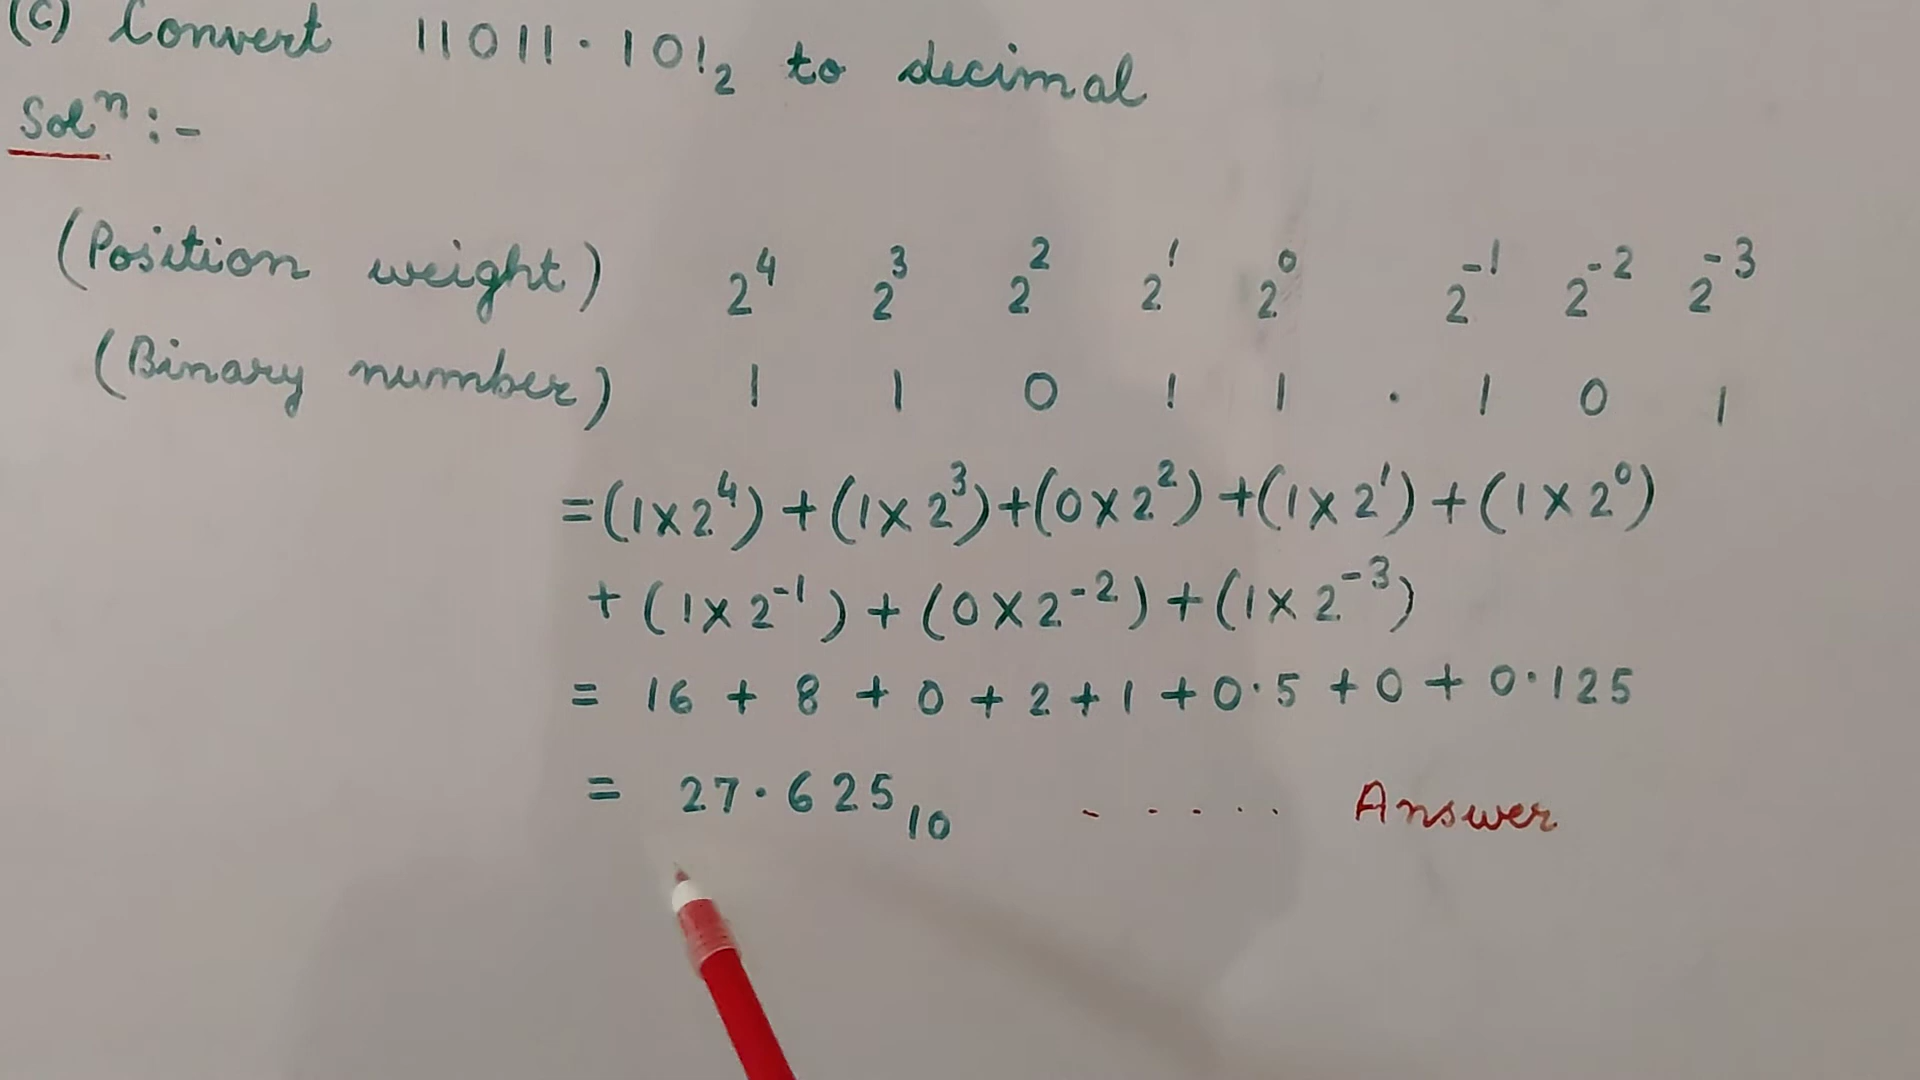 (C) Convert 11011.101₂ to decimal
Solⁿ :-
(Position weight) 2⁴ 2³ 2² 2¹ 2⁰ 2⁻¹ 2⁻² 2⁻³
(Binary number) 1 1 0 1 1 . 1 0 1
=(1×2⁴)+(1×2³)+(0×2²)+(1×2¹)+(1×2⁰)
+(1×2⁻¹)+(0×2⁻²)+(1×2⁻³)
= 16 + 8 + 0 + 2 + 1 + 0.5 + 0 + 0.125
= 27.625₁₀ - . . . . . Answer